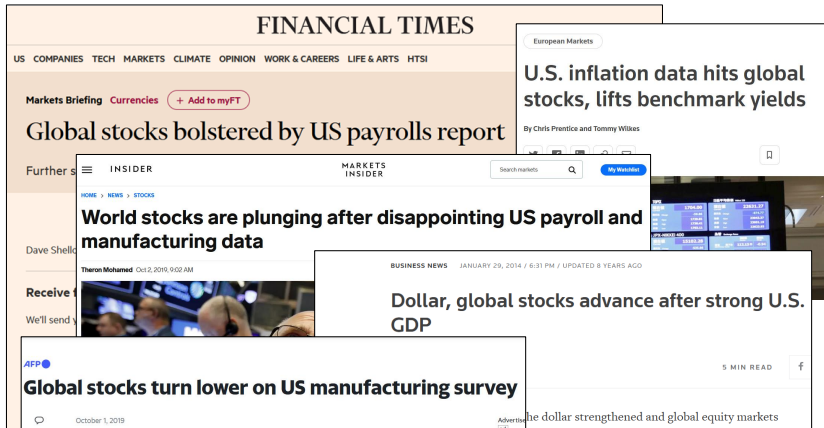 FINANCIAL TIMES
US COMPANIES TECH MARKETS CLIMATE OPINION WORK & CAREERS LIFE & ARTS HTSI
Markets Briefing Currencies + Add to myFT
Global stocks bolstered by US payrolls report
Further s
Dave Shello
Receive f
We'll send y
European Markets
U.S. inflation data hits global
stocks, lifts benchmark yields
By Chris Prentice and Tommy Wilkes
INSIDER
MARKETS
INSIDER
Search markets
My Watchlist
HOME > NEWS > STOCKS
World stocks are plunging after disappointing US payroll and
manufacturing data
Theron Mohamed Oct 2, 2019, 9:02 AM
BUSINESS NEWS JANUARY 29, 2014 / 6:31 PM / UPDATED 8 YEARS AGO
Dollar, global stocks advance after strong U.S.
GDP
5 MIN READ
f
he dollar strengthened and global equity markets
AFP
Global stocks turn lower on US manufacturing survey
October 1, 2019
Advertise